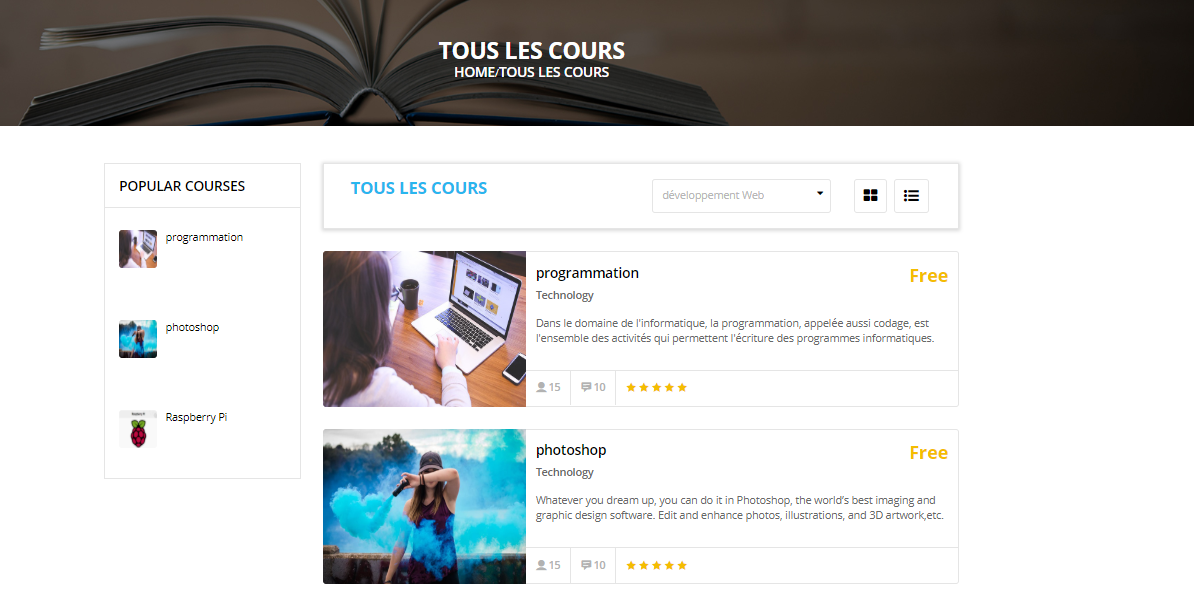 TOUS LES COURS
HOME/TOUS LES COURS
POPULAR COURSES
programmation
photoshop
Raspberry Pi
TOUS LES COURS
développement Web
programmation
Free
Technology
Dans le domaine de l'informatique, la programmation, appelée aussi codage, est
l'ensemble des activités qui permettent l'écriture des programmes informatiques.
15
10
photoshop
Free
Technology
Whatever you dream up, you can do it in Photoshop, the world’s best imaging and
graphic design software. Edit and enhance photos, illustrations, and 3D artwork,etc.
15
10